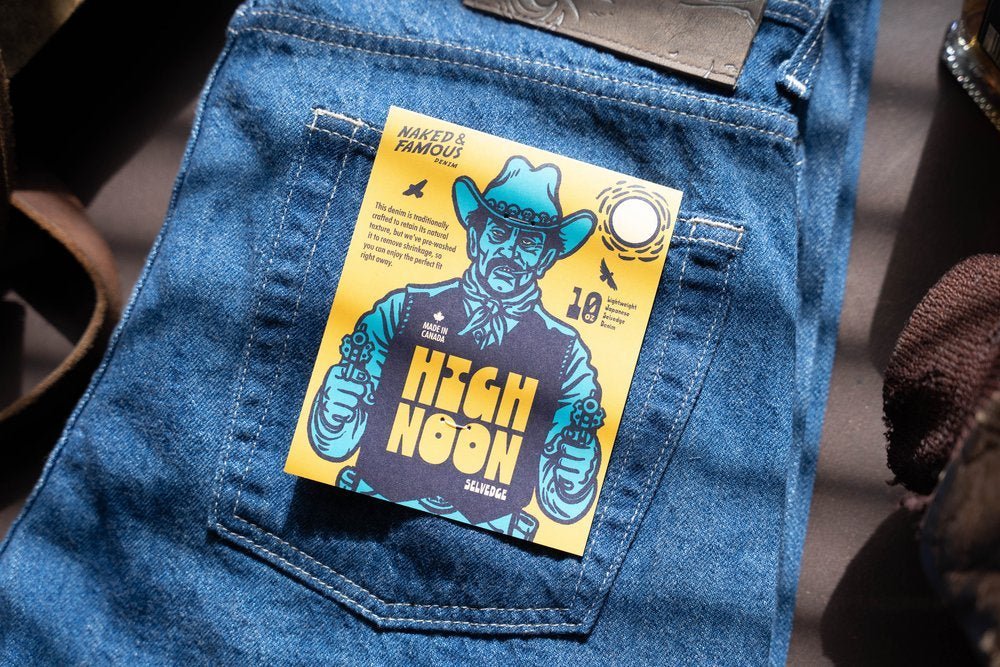 NAKED &
FAMOUS
DENIM
This denim is traditionally
crafted to retain its natural
texture, but we've pre-washed
it to remove shrinkage, so
you can enjoy the perfect fit
right away.
10 oz
Lightweight
Japanese
Selvedge
Denim
MADE IN
CANADA
HIGH
NOON
SELVEDGE